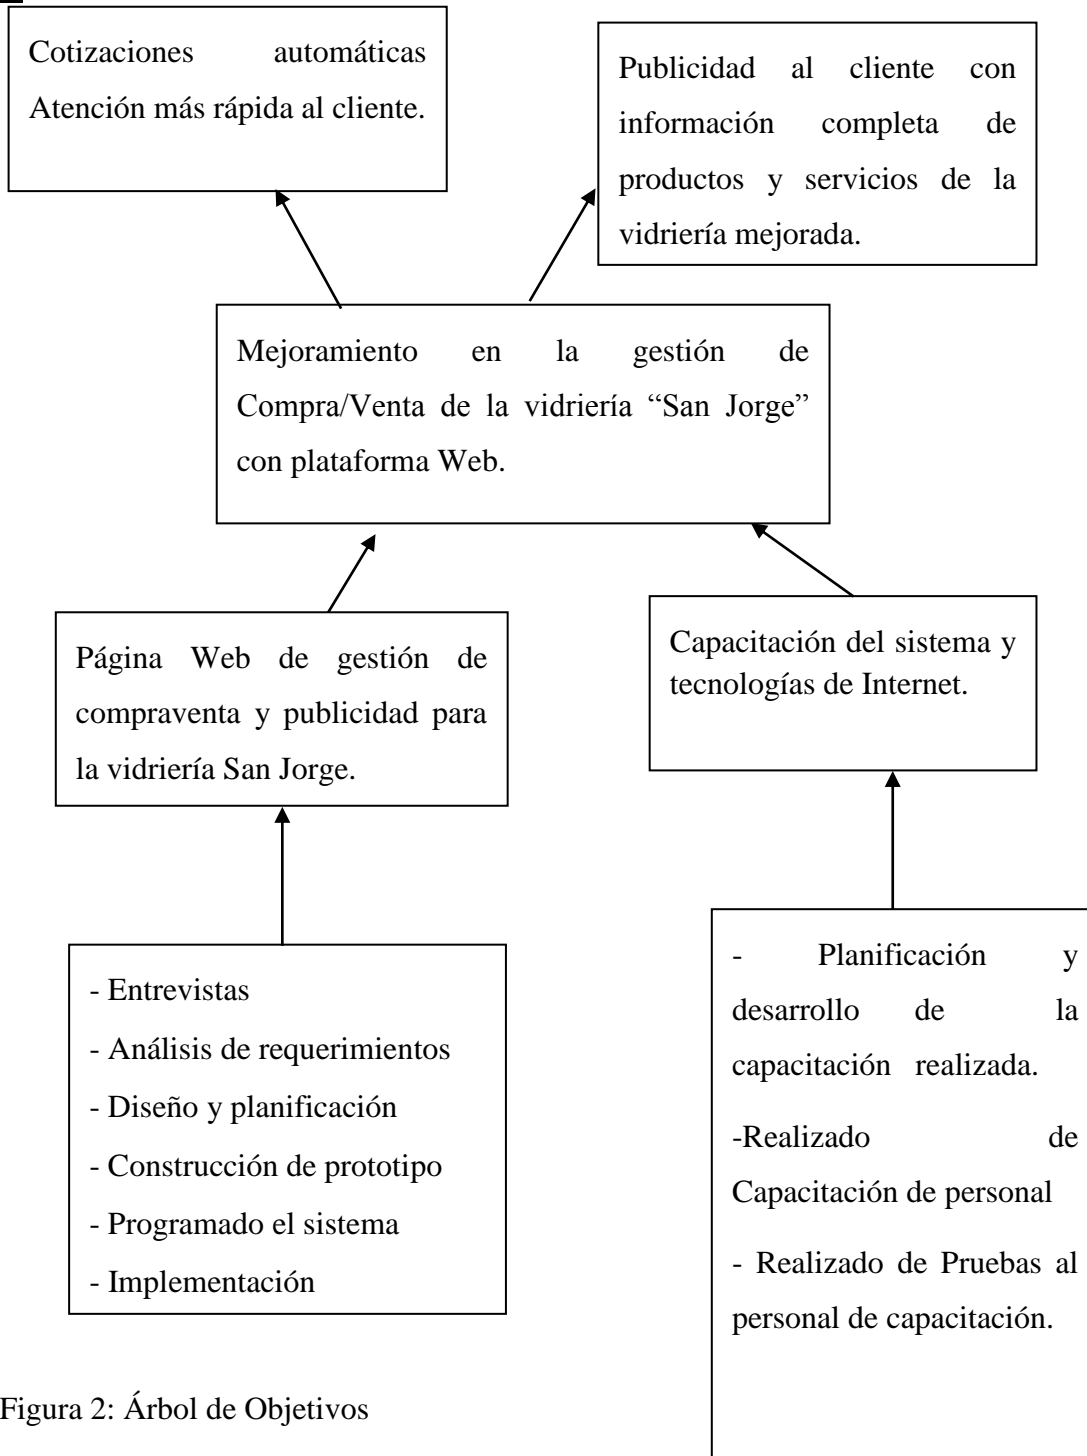 Cotizaciones automáticas
Atención más rápida al cliente.
Publicidad al cliente con
información completa de
productos y servicios de la
vidriería mejorada.
Mejoramiento en la gestión de
Compra/Venta de la vidriería “San Jorge”
con plataforma Web.
Página Web de gestión de
compraventa y publicidad para
la vidriería San Jorge.
Capacitación del sistema y
tecnologías de Internet.
- Entrevistas
- Análisis de requerimientos
- Diseño y planificación
- Construcción de prototipo
- Programado el sistema
- Implementación
- Planificación y
desarrollo de la
capacitación realizada.
-Realizado de
Capacitación de personal
- Realizado de Pruebas al
personal de capacitación.
Figura 2: Árbol de Objetivos